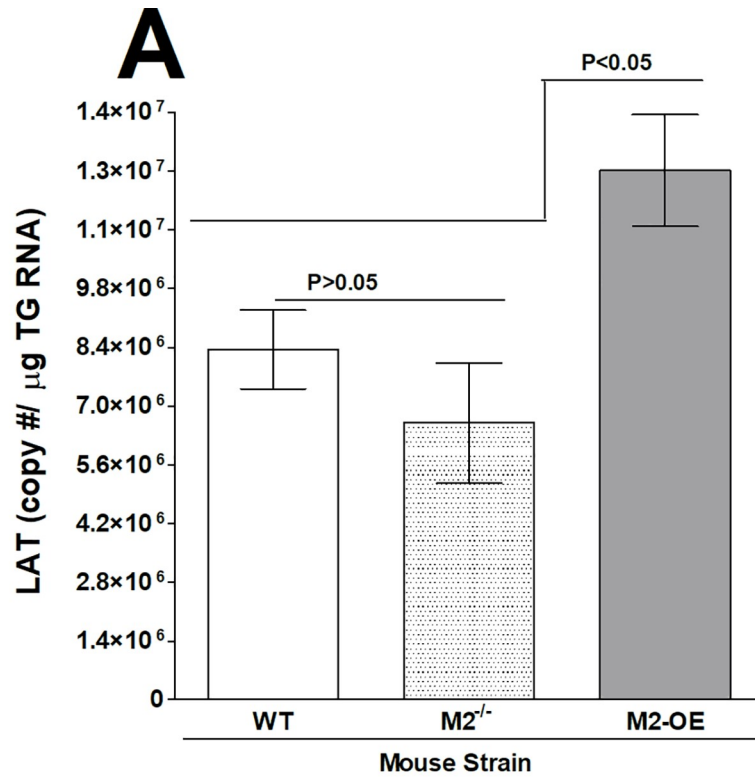 A
P<0.05
1.4×10⁷
1.3×10⁷
1.1×10⁷
P>0.05
9.8×10⁶
8.4×10⁶
7.0×10⁶
5.6×10⁶
4.2×10⁶
2.8×10⁶
1.4×10⁶
0
LAT (copy #/ μg TG RNA)
WT M2⁻/⁻ M2-OE
Mouse Strain